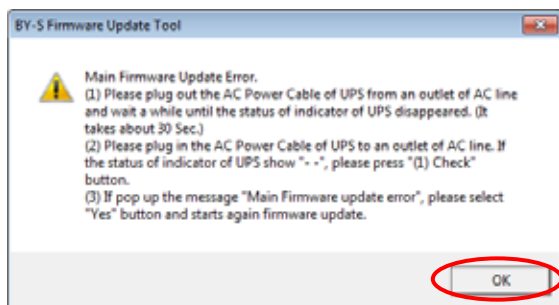 BY-S Firmware Update Tool
Main Firmware Update Error.
(1) Please plug out the AC Power Cable of UPS from an outlet of AC line
and wait a while until the status of indicator of UPS disappeared. (It
takes about 30 Sec.)
(2) Please plug in the AC Power Cable of UPS to an outlet of AC line. If
the status of indicator of UPS show "- -", please press "(1) Check"
button.
(3) If pop up the message "Main Firmware update error", please select
"Yes" button and starts again firmware update.
OK